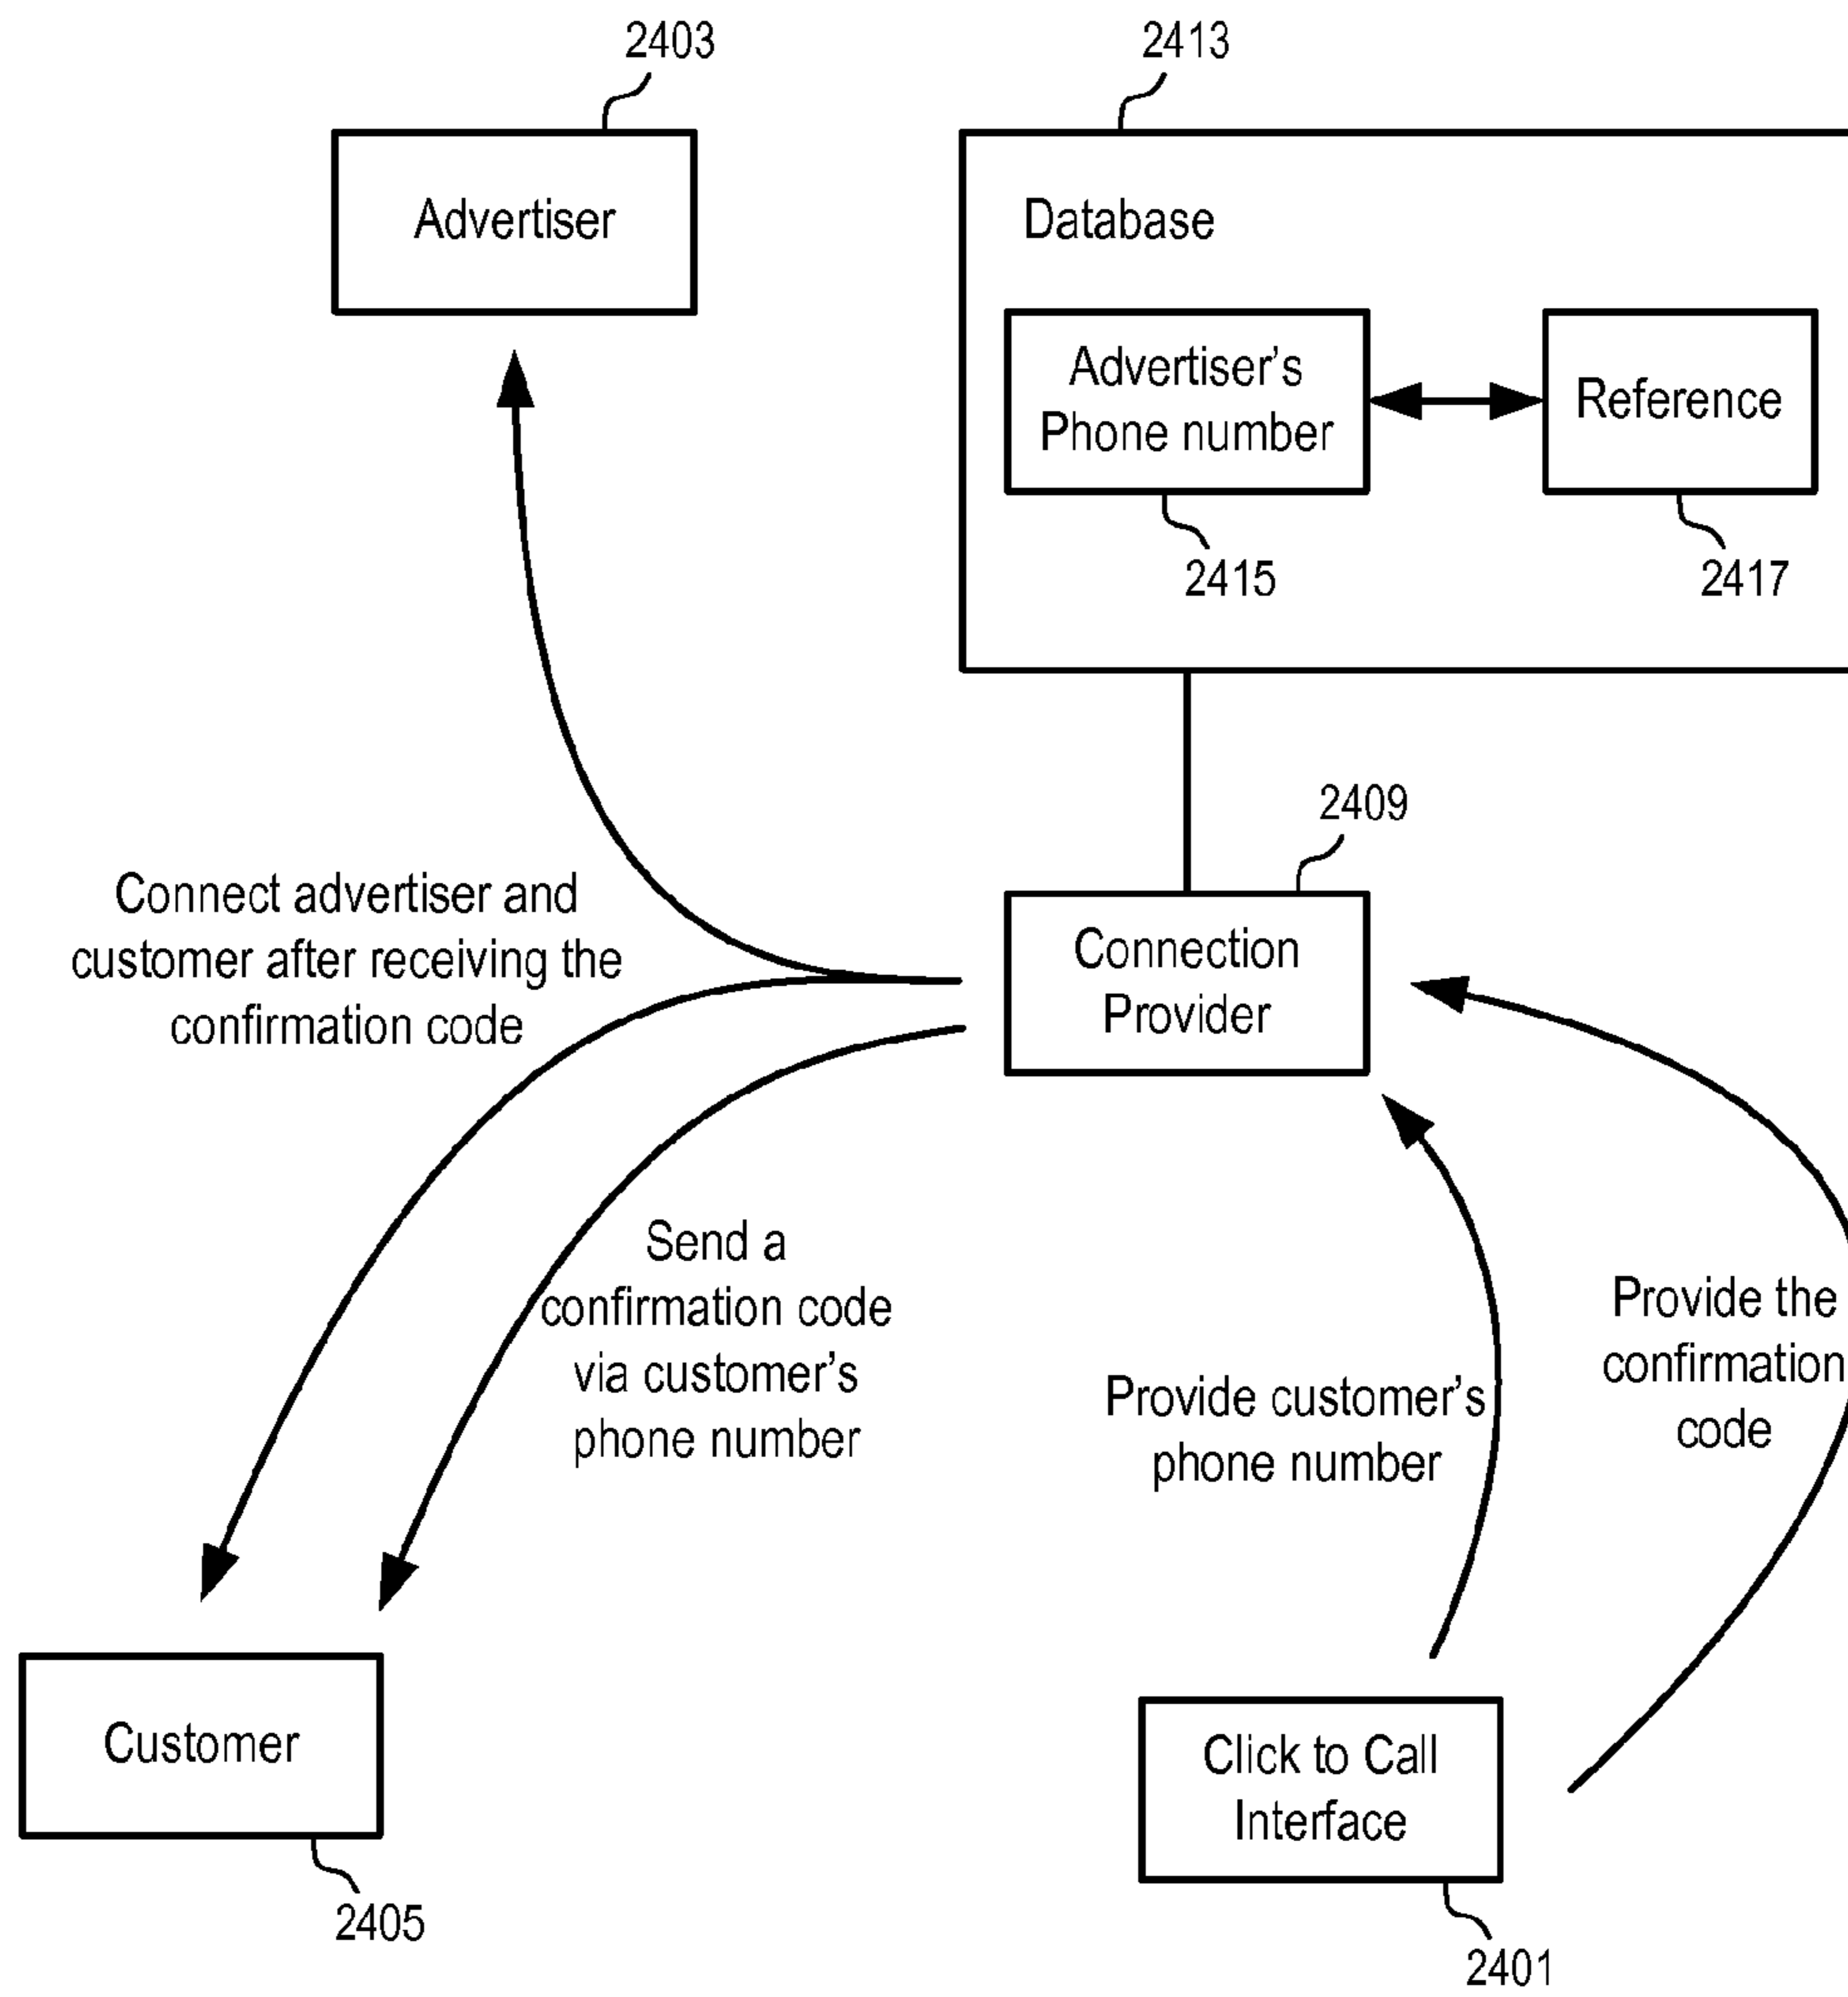 2403
2413
Advertiser
Database
Advertiser's
Phone number
Reference
2415
2417
2409
Connect advertiser and
customer after receiving the
confirmation code
Connection
Provider
Send a
confirmation code
via customer's
phone number
Provide customer's
phone number
Provide the
confirmation
code
Customer
Click to Call
Interface
2405
2401